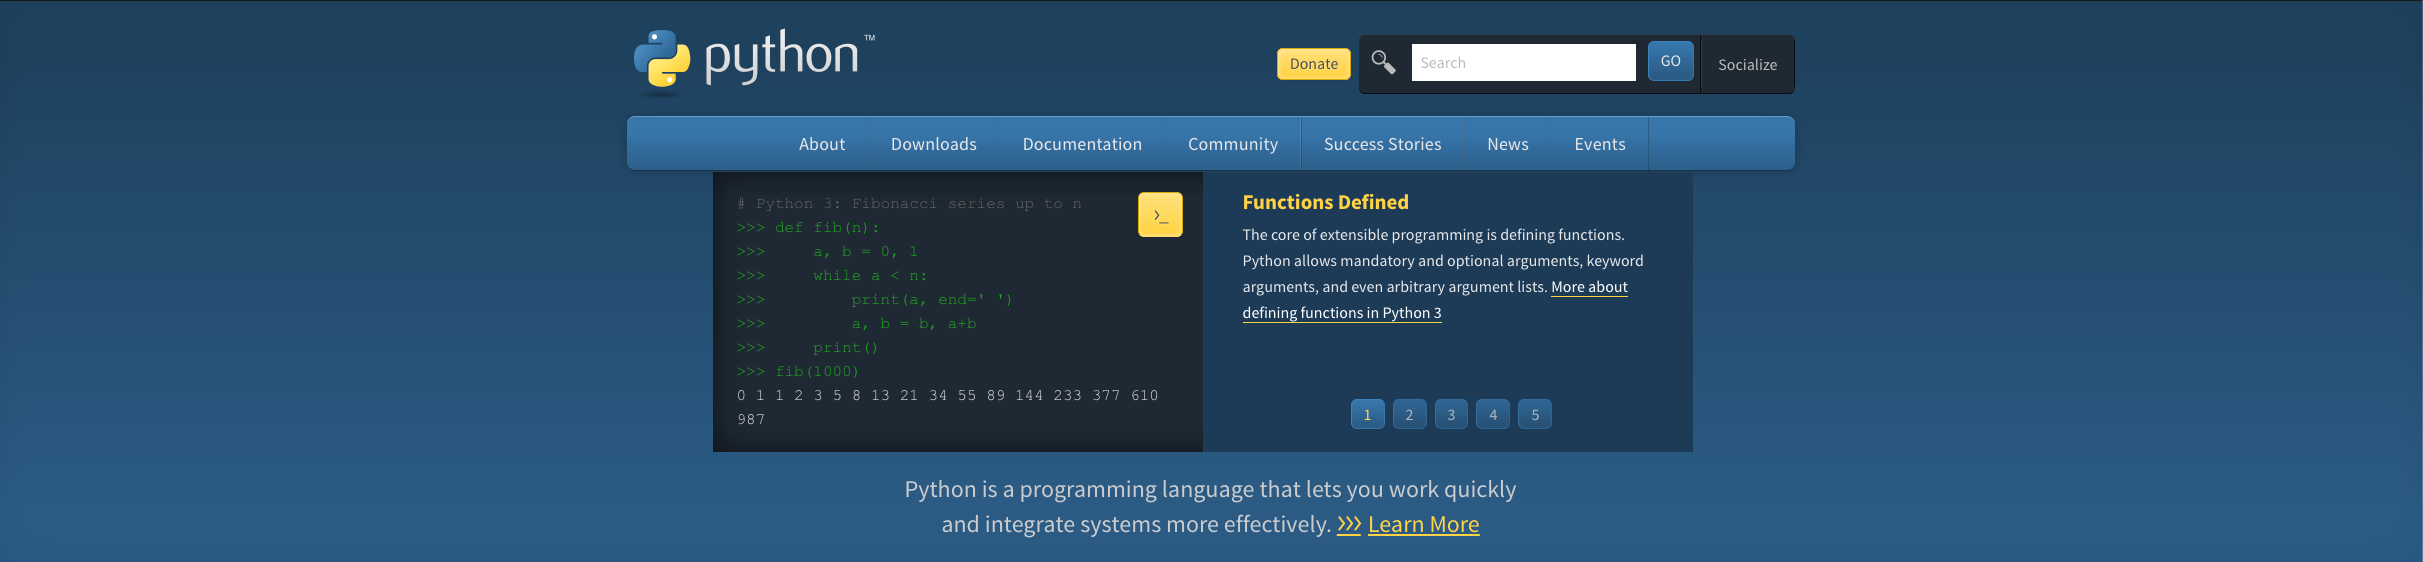 python™
Donate
Search
GO
Socialize
About Downloads Documentation Community Success Stories News Events
# Python 3: Fibonacci series up to n
>>> def fib(n):
>>>     a, b = 0, 1
>>>     while a < n:
>>>         print(a, end=' ')
>>>         a, b = b, a+b
>>>     print()
>>> fib(1000)
0 1 1 2 3 5 8 13 21 34 55 89 144 233 377 610
987
>_
Functions Defined
The core of extensible programming is defining functions.
Python allows mandatory and optional arguments, keyword
arguments, and even arbitrary argument lists. More about
defining functions in Python 3
1 2 3 4 5
Python is a programming language that lets you work quickly
and integrate systems more effectively. >>> Learn More